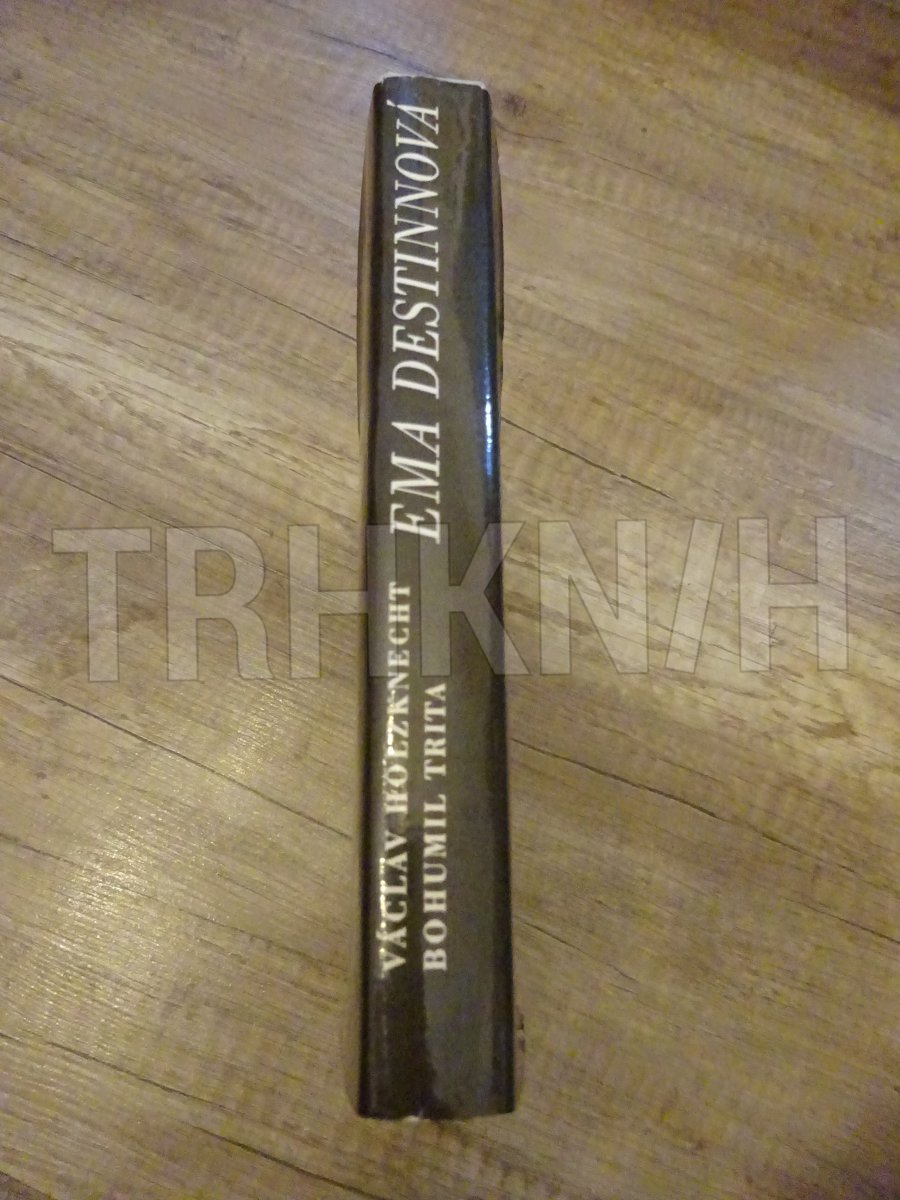 VÁCLAV HOLZKNECHT
BOHUMIL TRITA
EMA DESTINNOVÁ
TRHKNIH